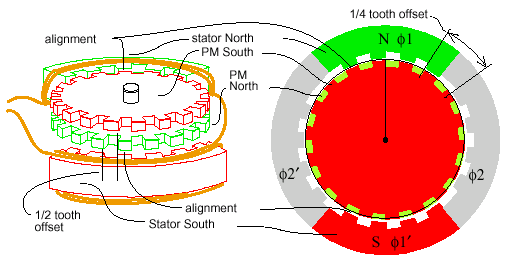 1/4 tooth offset
alignment
stator North
PM South
PM
North
N ϕ1
ϕ2′
ϕ2
1/2 tooth
offset
alignment
Stator South
S ϕ1′